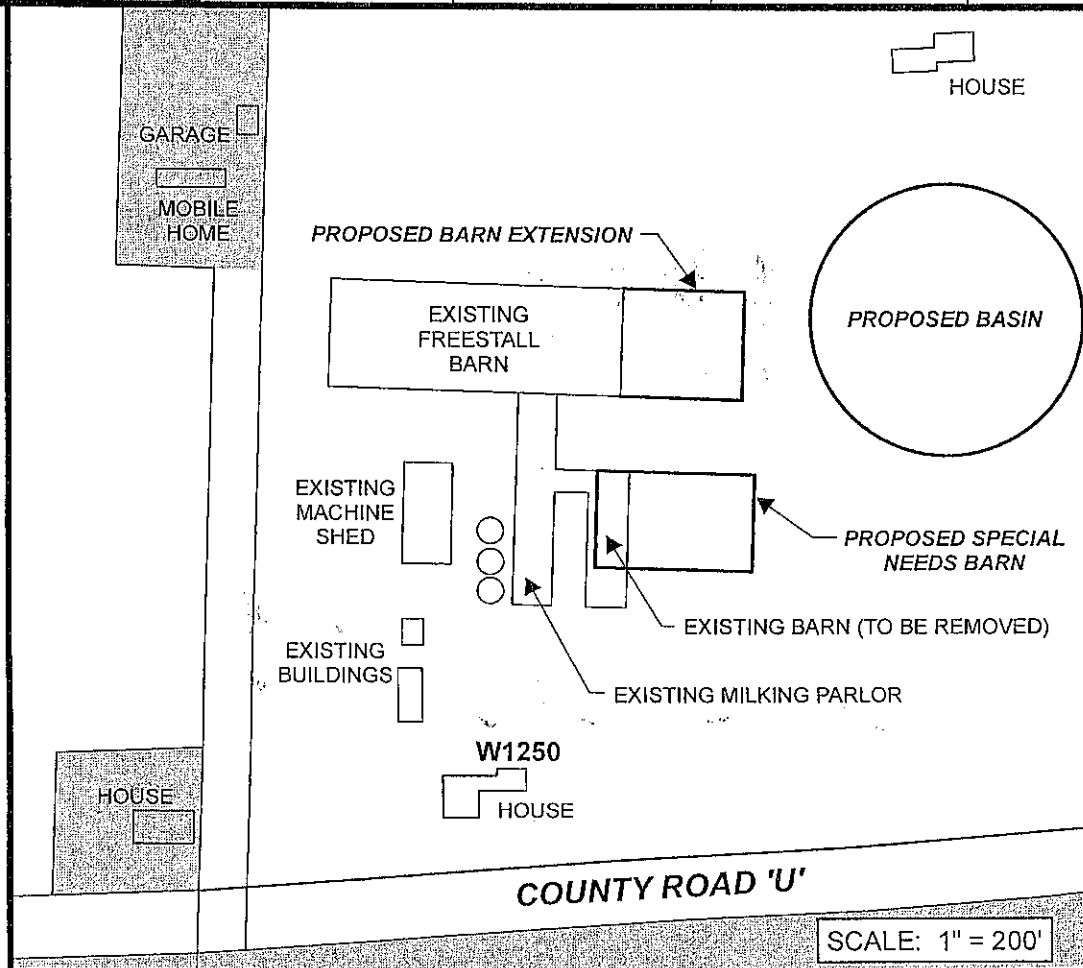 HOUSE
GARAGE
MOBILE
HOME
PROPOSED BARN EXTENSION
EXISTING
FREESTALL
BARN
PROPOSED BASIN
EXISTING
MACHINE
SHED
PROPOSED SPECIAL
NEEDS BARN
EXISTING BARN (TO BE REMOVED)
EXISTING
BUILDINGS
EXISTING MILKING PARLOR
W1250
HOUSE
HOUSE
COUNTY ROAD 'U'
SCALE: 1" = 200'